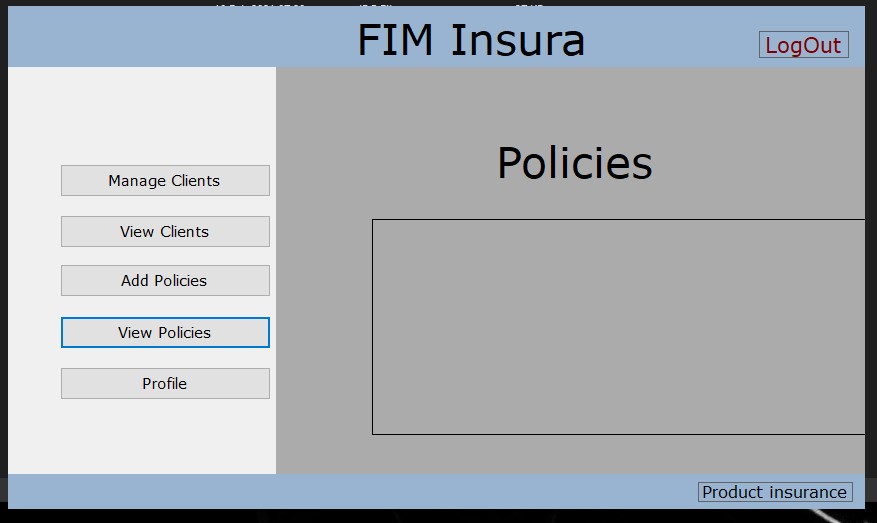 FIM Insura
LogOut
Policies
Manage Clients
View Clients
Add Policies
View Policies
Profile
Product insurance